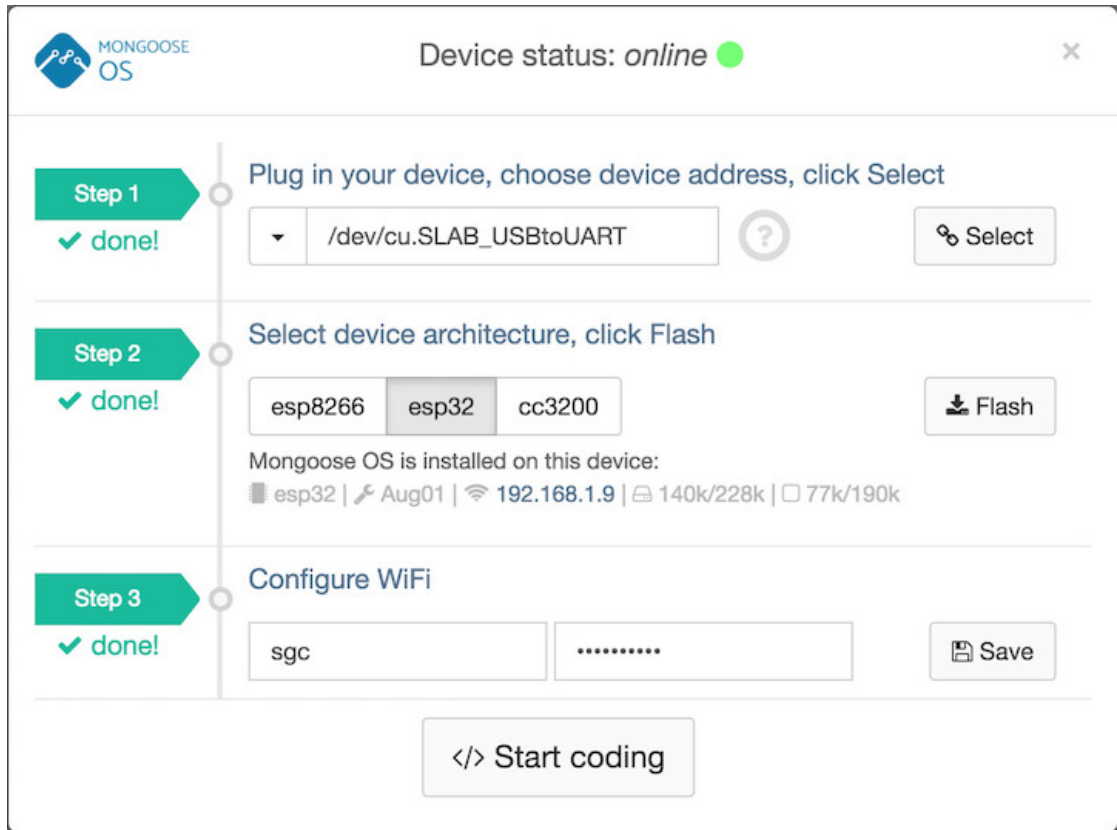 MONGOOSE
OS
Device status: online
×
Step 1
done!
Plug in your device, choose device address, click Select
/dev/cu.SLAB_USBtoUART
?
Select
Step 2
done!
Select device architecture, click Flash
esp8266 esp32 cc3200
Flash
Mongoose OS is installed on this device:
esp32 | Aug01 | 192.168.1.9 | 140k/228k | 77k/190k
Step 3
done!
Configure WiFi
sgc ••••••••••
Save
</> Start coding